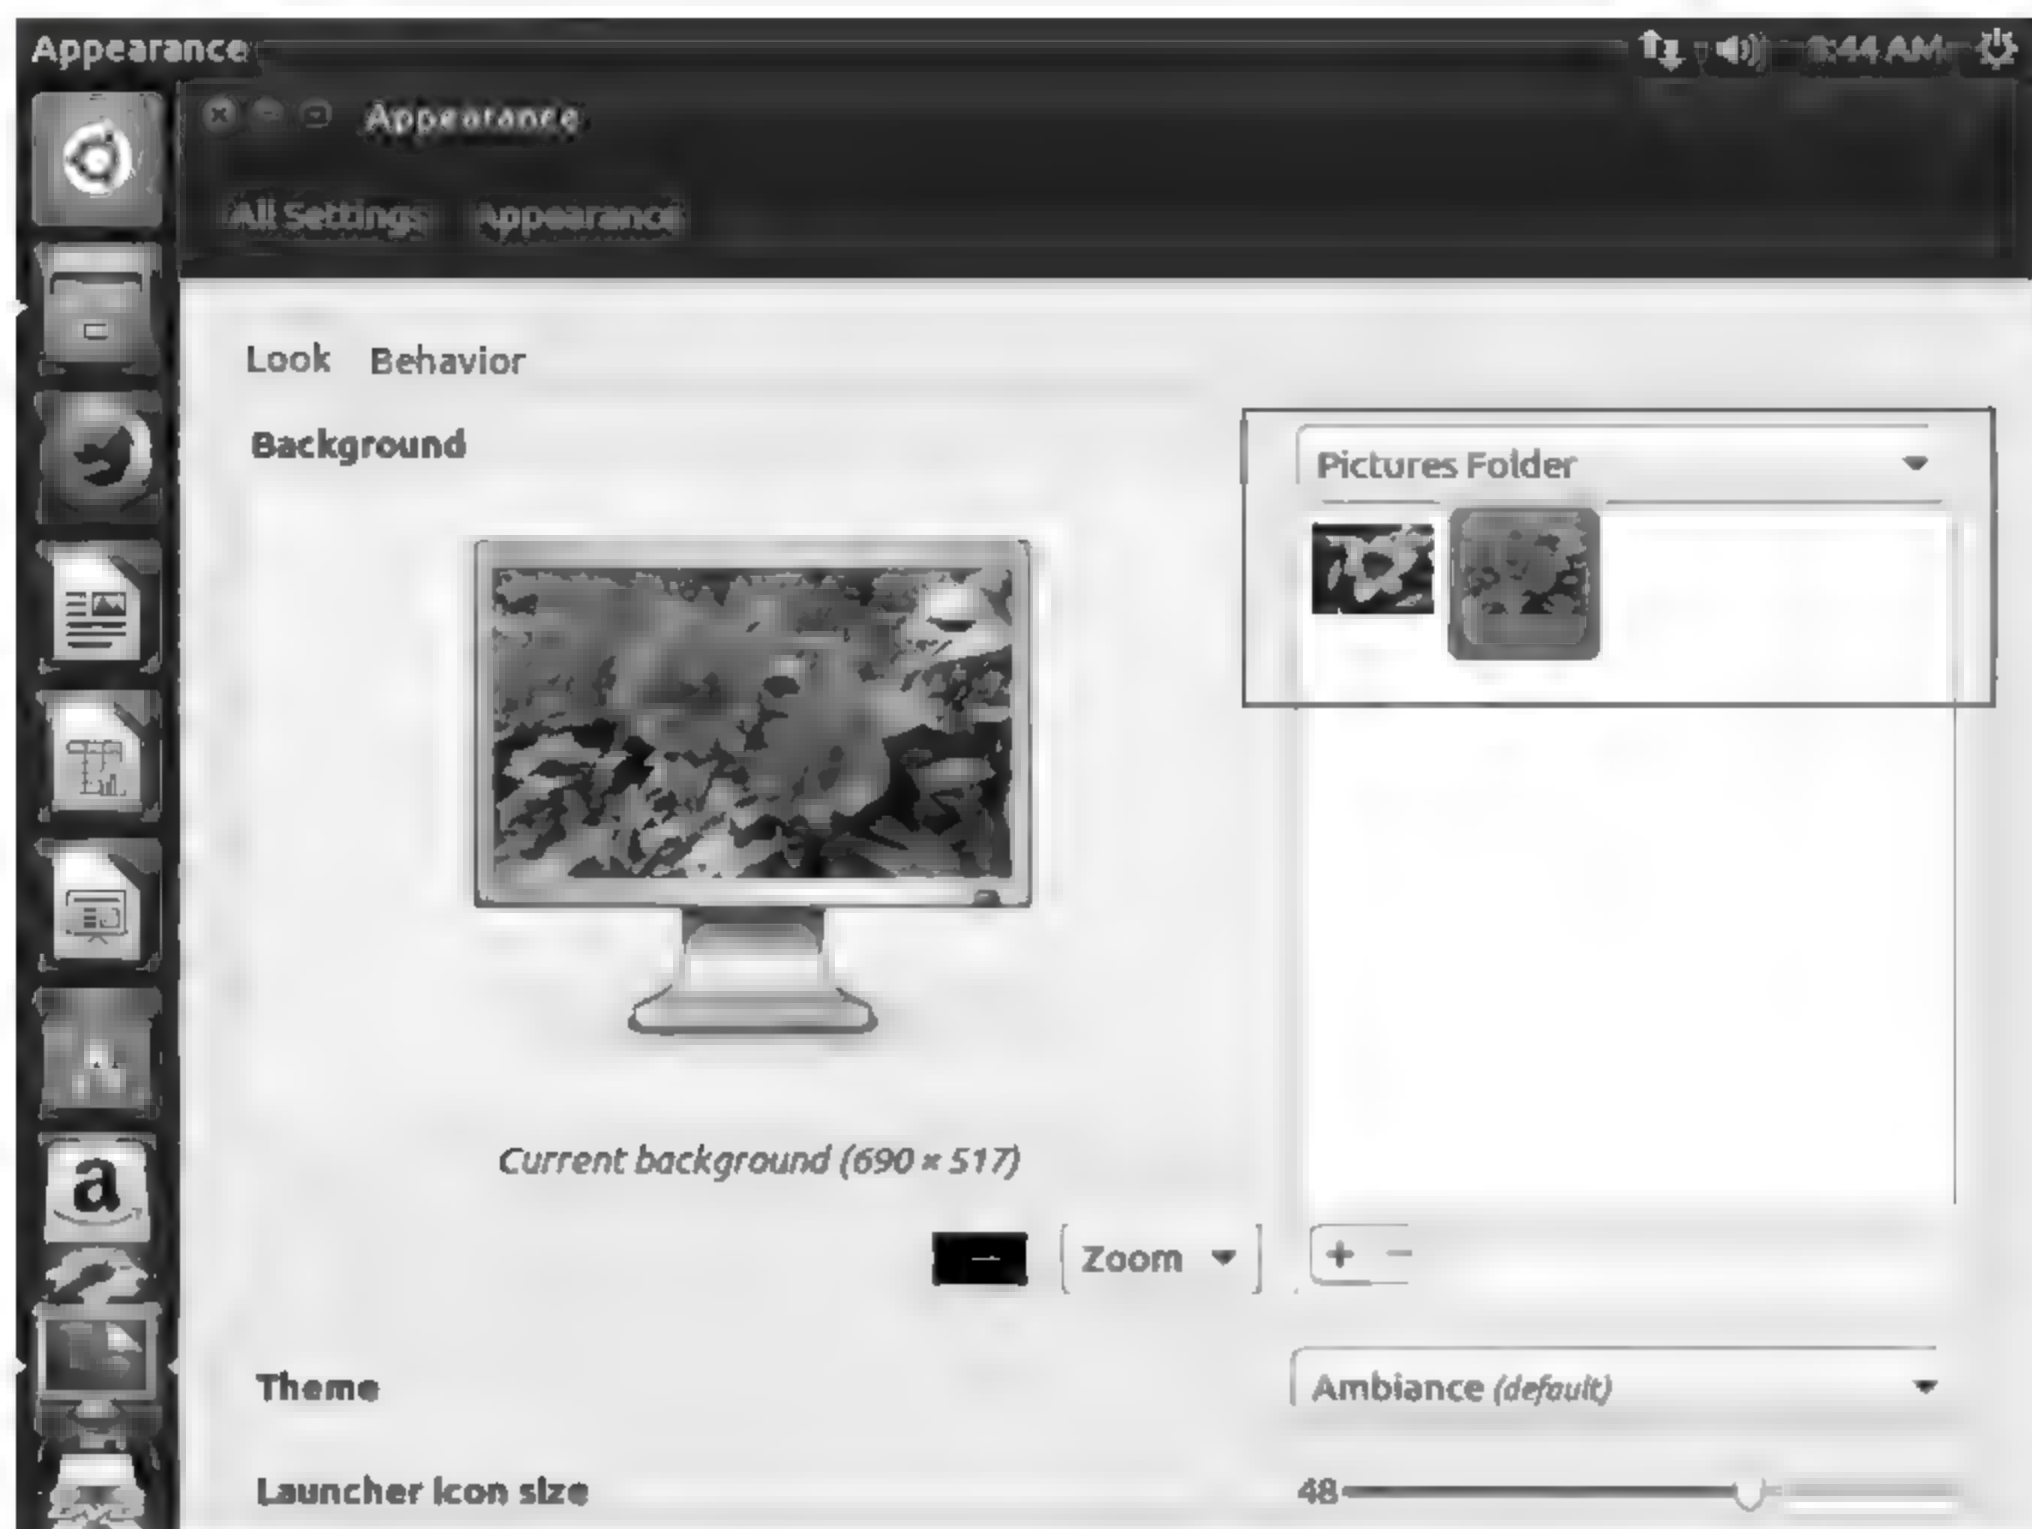 Appearance
Appearance
All Settings Appearance
Look Behavior
Background
Pictures Folder
Current background (690 × 517)
Zoom
+ −
Theme
Ambiance (default)
Launcher icon size
48
a